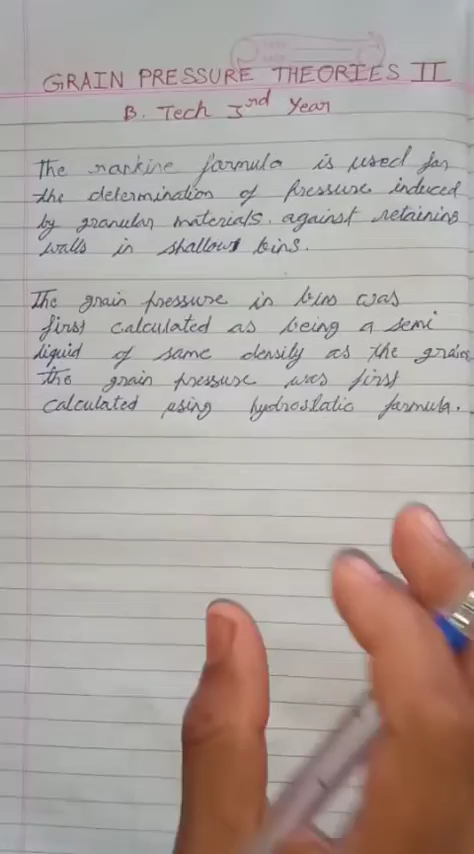 GRAIN PRESSURE THEORIES II
B. Tech 3rd Year
The rankine formula is used for
the determination of pressure induced
by granular materials. against retaining
walls in shallow bins.
The grain pressure in bins was
first calculated as being a semi
liquid of same density as the grain
the grain pressure was first
calculated using hydrostatic formula.